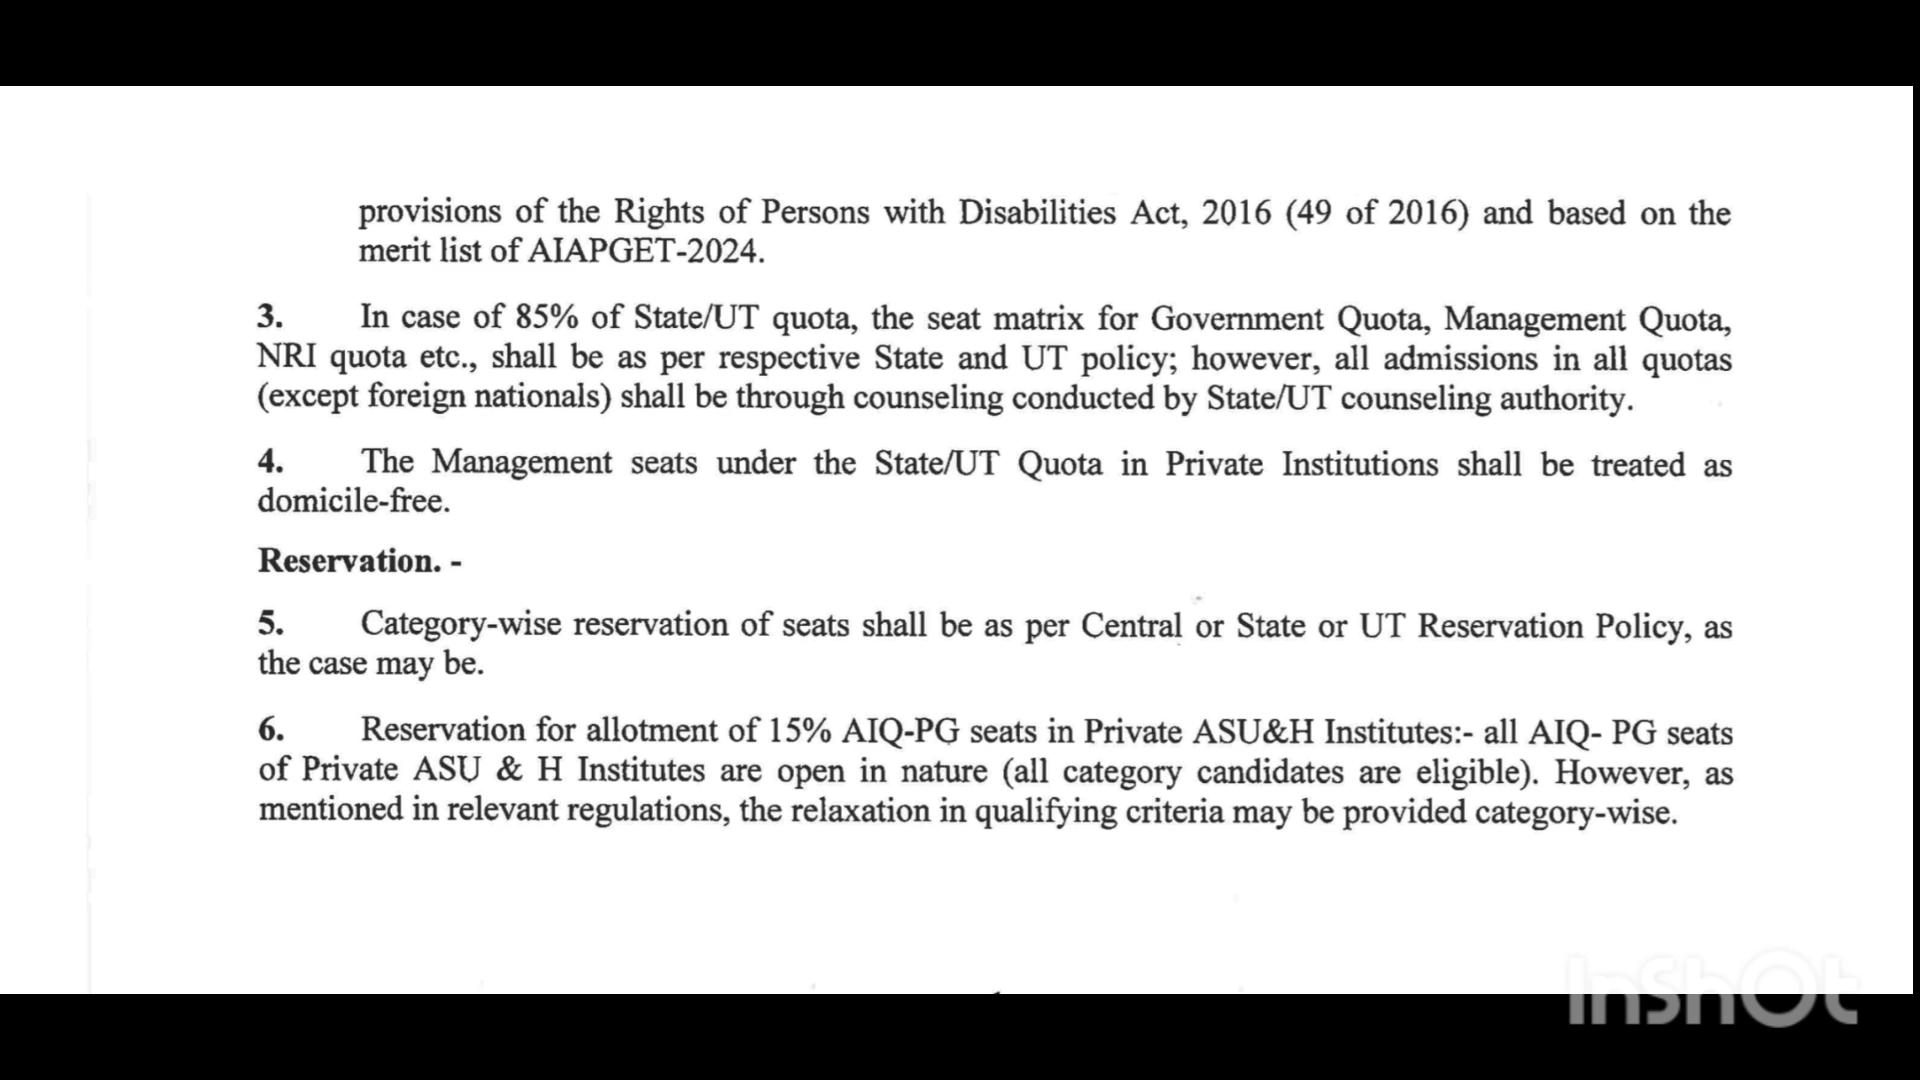 provisions of the Rights of Persons with Disabilities Act, 2016 (49 of 2016) and based on the
merit list of AIAPGET-2024.
3. In case of 85% of State/UT quota, the seat matrix for Government Quota, Management Quota,
NRI quota etc., shall be as per respective State and UT policy; however, all admissions in all quotas
(except foreign nationals) shall be through counseling conducted by State/UT counseling authority.
4. The Management seats under the State/UT Quota in Private Institutions shall be treated as
domicile-free.
Reservation. -
5. Category-wise reservation of seats shall be as per Central or State or UT Reservation Policy, as
the case may be.
6. Reservation for allotment of 15% AIQ-PG seats in Private ASU&H Institutes:- all AIQ- PG seats
of Private ASU & H Institutes are open in nature (all category candidates are eligible). However, as
mentioned in relevant regulations, the relaxation in qualifying criteria may be provided category-wise.
InShOt